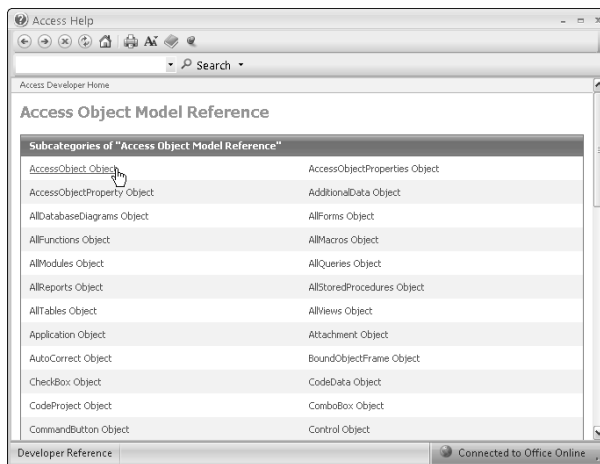 Access Help
Search
Access Developer Home
Access Object Model Reference
Subcategories of "Access Object Model Reference"
AccessObject Object AccessObjectProperties Object
AccessObjectProperty Object AdditionalData Object
AllDatabaseDiagrams Object AllForms Object
AllFunctions Object AllMacros Object
AllModules Object AllQueries Object
AllReports Object AllStoredProcedures Object
AllTables Object AllViews Object
Application Object Attachment Object
AutoCorrect Object BoundObjectFrame Object
CheckBox Object CodeData Object
CodeProject Object ComboBox Object
CommandButton Object Control Object
Developer Reference Connected to Office Online